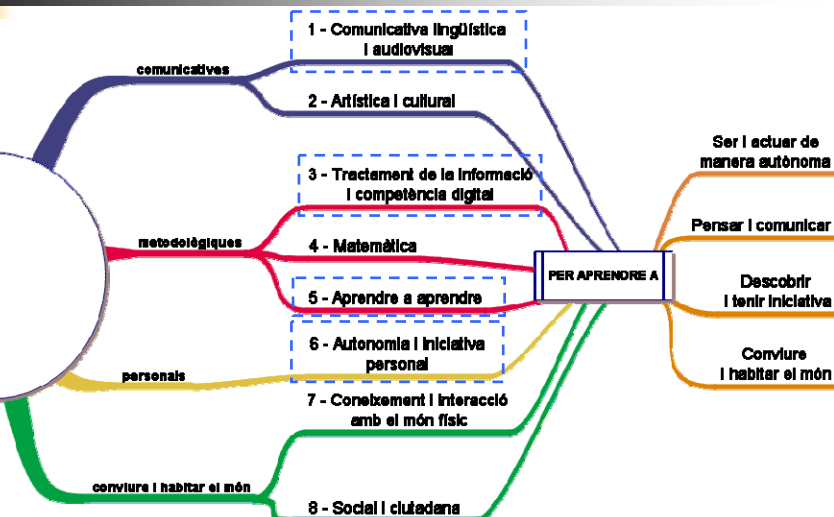 comunicatives
1 - Comunicativa lingüística
i audiovisual
2 - Artística i cultural
metodològiques
3 - Tractament de la informació
i competència digital
4 - Matemàtica
5 - Aprendre a aprendre
personals
6 - Autonomia i iniciativa
personal
conviure i habitar el món
7 - Coneixement i interacció
amb el món físic
8 - Social i ciutadana
PER APRENDRE A
Ser i actuar de
manera autònoma
Pensar i comunicar
Descobrir
i tenir iniciativa
Conviure
i habitar el món